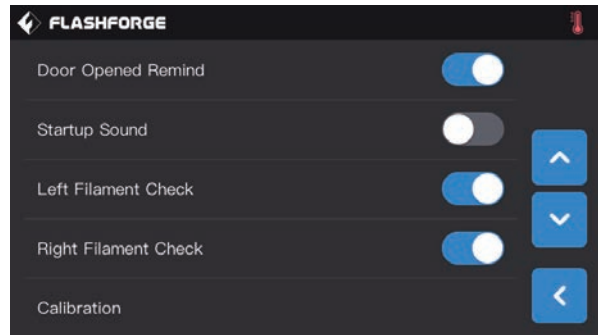 FLASHFORGE
Door Opened Remind
Startup Sound
Left Filament Check
Right Filament Check
Calibration